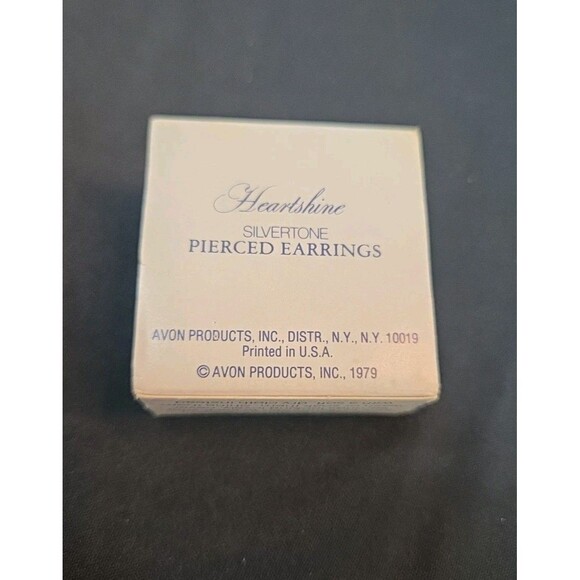 Heartshine
SILVERTONE
PIERCED EARRINGS
AVON PRODUCTS, INC., DISTR., N.Y., N.Y. 10019
Printed in U.S.A.
© AVON PRODUCTS, INC., 1979